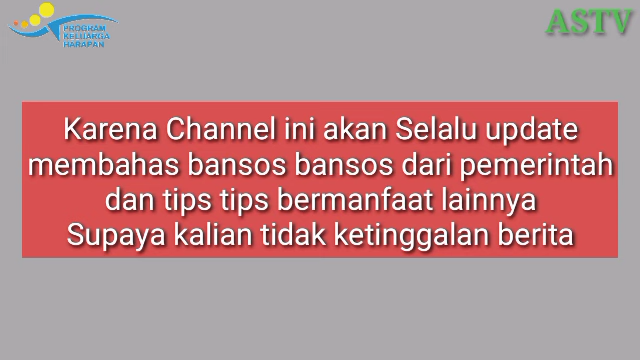 PROGRAM
KELUARGA
HARAPAN
ASTV
Karena Channel ini akan Selalu update
membahas bansos bansos dari pemerintah
dan tips tips bermanfaat lainnya
Supaya kalian tidak ketinggalan berita